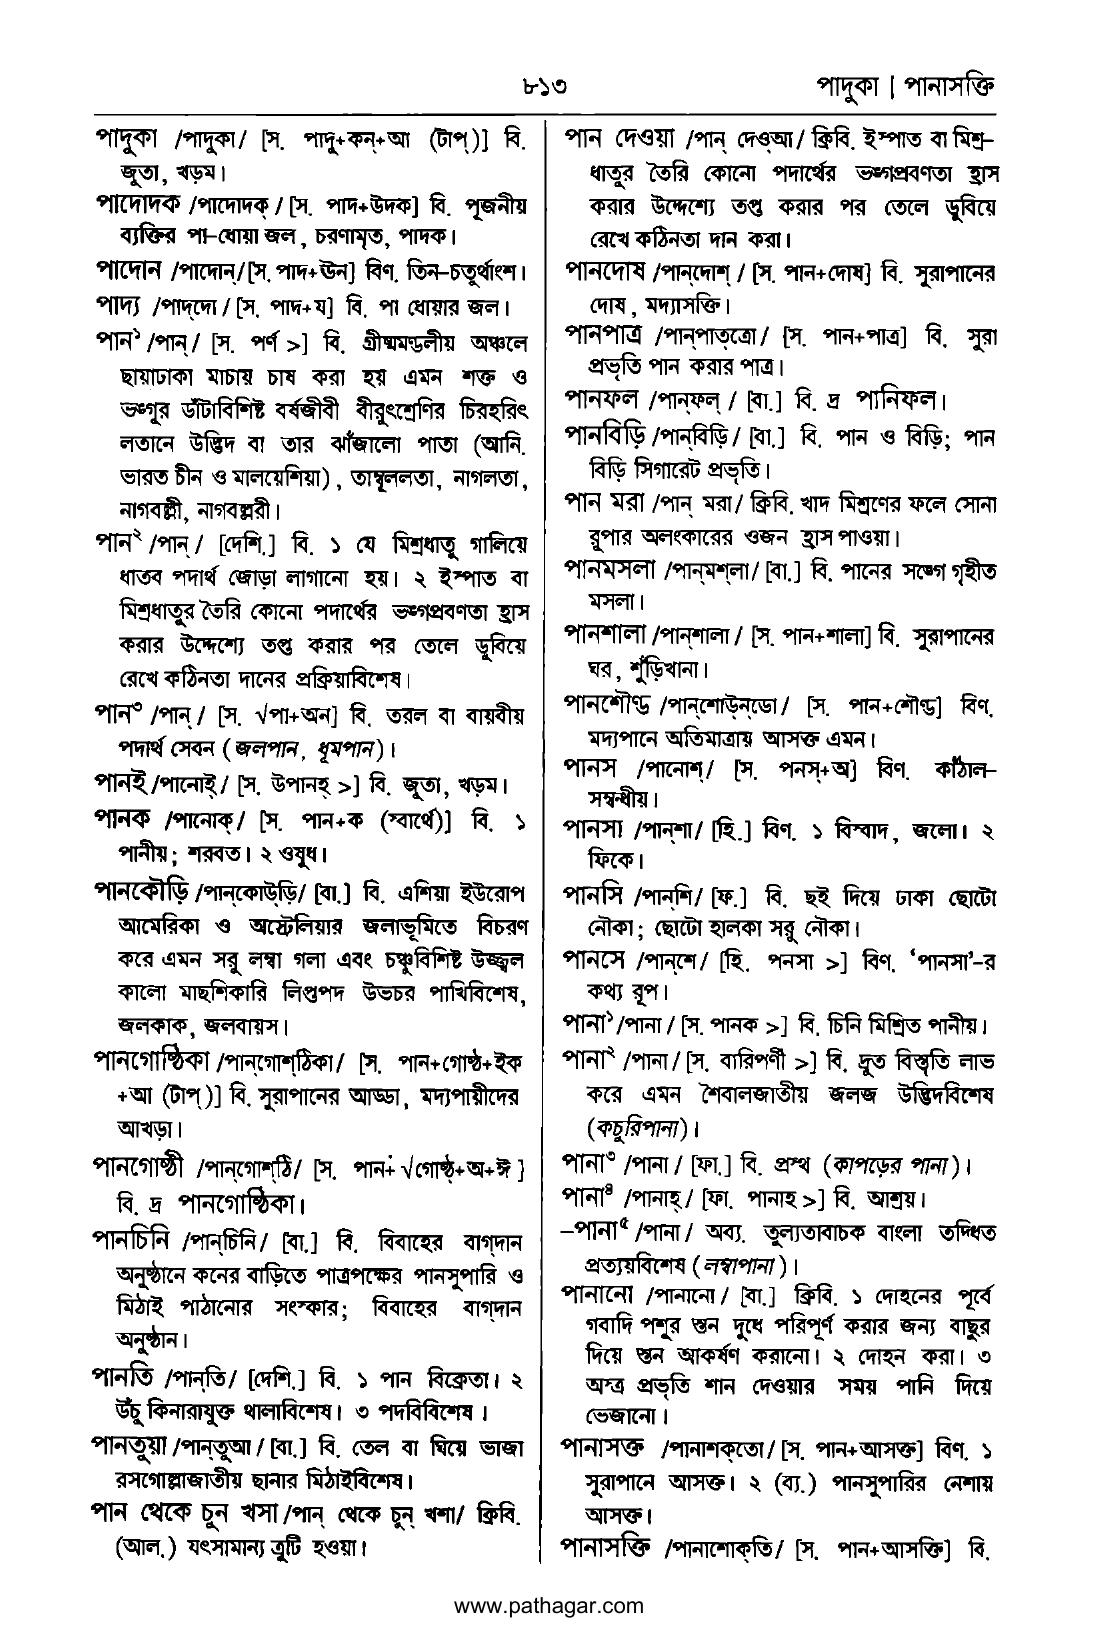 ৮১৩
পাদুকা | পানাসক্তি
পাদুকা /পাদুকা/ [স. পাদু+কন্+আ (টাপ্)] বি.
জুতা, খড়ম।
পাদোদক /পাদোদক্/ [স. পাদ+উদক] বি. পূজনীয়
ব্যক্তির পা-ধোয়া জল, চরণামৃত, পাদক।
পাদোন /পাদোন্/ [স. পাদ+ঊন] বিণ. তিন-চতুর্থাংশ।
পাদ্য /পাদ্‌দো/ [স. পাদ+য] বি. পা ধোয়ার জল।
পান১ /পান্/ [স. পর্ণ >] বি. গ্রীষ্মমণ্ডলীয় অঞ্চলে
ছায়াঢাকা মাচায় চাষ করা হয় এমন শক্ত ও
ভঙ্গুর ডাঁটাবিশিষ্ট বর্ষজীবী বীরুৎশ্রেণির চিরহরিৎ
লতানে উদ্ভিদ বা তার ঝাঁজালো পাতা (আনি.
ভারত চীন ও মালয়েশিয়া), তাম্বূললতা, নাগলতা,
নাগবল্লী, নাগবল্লরী।
পান২ /পান্/ [দেশি.] বি. ১ যে মিশ্রধাতু গালিয়ে
ধাতব পদার্থ জোড়া লাগানো হয়। ২ ইস্পাত বা
মিশ্রধাতুর তৈরি কোনো পদার্থের ভঙ্গপ্রবণতা হ্রাস
করার উদ্দেশ্যে তপ্ত করার পর তেলে ডুবিয়ে
রেখে কঠিনতা দানের প্রক্রিয়াবিশেষ।
পান৩ /পান্/ [স. √পা+অন] বি. তরল বা বায়বীয়
পদার্থ সেবন (জলপান, ধূমপান)।
পানই /পানোই/ [স. উপানহ্ >] বি. জুতা, খড়ম।
পানক /পানোক্/ [স. পান+ক (স্বার্থে)] বি. ১
পানীয়; শরবত। ২ ওষুধ।
পানকৌড়ি /পান্‌কোউ্‌ড়ি/ [বা.] বি. এশিয়া ইউরোপ
আমেরিকা ও অস্ট্রেলিয়ার জলাভূমিতে বিচরণ
করে এমন সরু লম্বা গলা এবং চঞ্চুবিশিষ্ট উজ্জ্বল
কালো মাছশিকারি লিপ্তপদ উভচর পাখিবিশেষ,
জলকাক, জলবায়স।
পানগোষ্ঠিকা /পান্‌গোশ্‌ঠিকা/ [স. পান+গোষ্ঠ+ইক
+আ (টাপ্)] বি. সুরাপানের আড্ডা, মদ্যপায়ীদের
আখড়া।
পানগোষ্ঠী /পান্‌গোশ্‌ঠি/ [স. পান+√গোষ্ঠ+অ+ঈ]
বি. দ্র পানগোষ্ঠিকা।
পানচিনি /পান্‌চিনি/ [বা.] বি. বিবাহের বাগ্‌দান
অনুষ্ঠানে কনের বাড়িতে পাত্রপক্ষের পানসুপারি ও
মিঠাই পাঠানোর সংস্কার; বিবাহের বাগ্‌দান
অনুষ্ঠান।
পানতি /পান্‌তি/ [দেশি.] বি. ১ পান বিক্রেতা। ২
উঁচু কিনারাযুক্ত থালাবিশেষ। ৩ পদবিবিশেষ।
পানতুয়া /পান্‌তুআ/ [বা.] বি. তেল বা ঘিয়ে ভাজা
রসগোল্লাজাতীয় ছানার মিঠাইবিশেষ।
পান থেকে চুন খসা /পান্ থেকে চুন্ খশা/ ক্রিবি.
(আল.) যৎসামান্য ত্রুটি হওয়া।
পান দেওয়া /পান্ দেওআ/ ক্রিবি. ইস্পাত বা মিশ্র-
ধাতুর তৈরি কোনো পদার্থের ভঙ্গপ্রবণতা হ্রাস
করার উদ্দেশ্যে তপ্ত করার পর তেলে ডুবিয়ে
রেখে কঠিনতা দান করা।
পানদোষ /পান্‌দোশ্/ [স. পান+দোষ] বি. সুরাপানের
দোষ, মদ্যাসক্তি।
পানপাত্র /পান্‌পাত্‌ত্রো/ [স. পান+পাত্র] বি. সুরা
প্রভৃতি পান করার পাত্র।
পানফল /পান্‌ফল্/ [বা.] বি. দ্র পানিফল।
পানবিড়ি /পান্‌বিড়ি/ [বা.] বি. পান ও বিড়ি; পান
বিড়ি সিগারেট প্রভৃতি।
পান মরা /পান্ মরা/ ক্রিবি. খাদ মিশ্রণের ফলে সোনা
রুপার অলংকারের ওজন হ্রাস পাওয়া।
পানমসলা /পান্‌মশ্‌লা/ [বা.] বি. পানের সঙ্গে গৃহীত
মসলা।
পানশালা /পান্‌শালা/ [স. পান+শালা] বি. সুরাপানের
ঘর, শুঁড়িখানা।
পানশৌণ্ড /পান্‌শোউ্‌ন্‌ডো/ [স. পান+শৌণ্ড] বিণ.
মদ্যপানে অতিমাত্রায় আসক্ত এমন।
পানস /পানোশ্/ [স. পনস্+অ] বিণ. কাঁঠাল-
সম্বন্ধীয়।
পানসা /পান্‌শা/ [হি.] বিণ. ১ বিস্বাদ, জলো। ২
ফিকে।
পানসি /পান্‌শি/ [ফ.] বি. ছই দিয়ে ঢাকা ছোটো
নৌকা; ছোটো হালকা সরু নৌকা।
পানসে /পান্‌শে/ [হি. পনসা >] বিণ. ‘পানসা’-র
কথ্য রূপ।
পানা১ /পানা/ [স. পানক >] বি. চিনি মিশ্রিত পানীয়।
পানা২ /পানা/ [স. বারিপর্ণী >] বি. দ্রুত বিস্তৃতি লাভ
করে এমন শৈবালজাতীয় জলজ উদ্ভিদবিশেষ
(কচুরিপানা)।
পানা৩ /পানা/ [ফা.] বি. প্রস্থ (কাপড়ের পানা)।
পানা৪ /পানাহ্/ [ফা. পানাহ >] বি. আশ্রয়।
-পানা৫ /পানা/ অব্য. তুল্যতাবাচক বাংলা তদ্ধিত
প্রত্যয়বিশেষ (লম্বাপানা)।
পানানো /পানানো/ [বা.] ক্রিবি. ১ দোহনের পূর্বে
গবাদি পশুর স্তন দুধে পরিপূর্ণ করার জন্য বাছুর
দিয়ে স্তন আকর্ষণ করানো। ২ দোহন করা। ৩
অস্ত্র প্রভৃতি শান দেওয়ার সময় পানি দিয়ে
ভেজানো।
পানাসক্ত /পানাশক্‌তো/ [স. পান+আসক্ত] বিণ. ১
সুরাপানে আসক্ত। ২ (ব্য.) পানসুপারির নেশায়
আসক্ত।
পানাসক্তি /পানাশোক্‌তি/ [স. পান+আসক্তি] বি.
www.pathagar.com